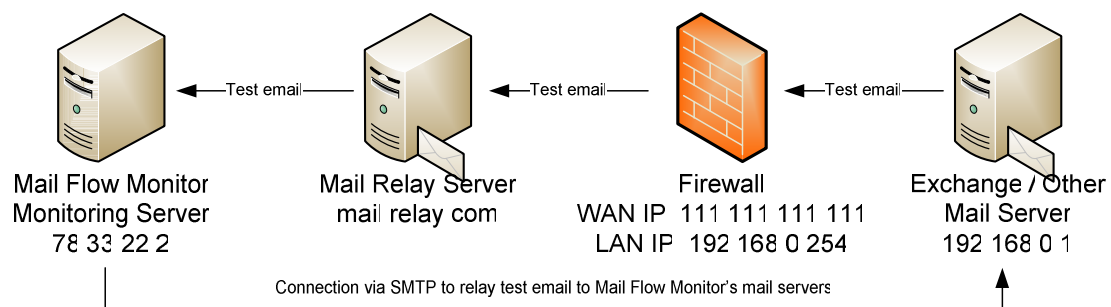 Test email
Test email
Test email
Mail Flow Monitor
Monitoring Server
78 33 22 2
Mail Relay Server
mail relay com
Firewall
WAN IP 111 111 111 111
LAN IP 192 168 0 254
Exchange / Other
Mail Server
192 168 0 1
Connection via SMTP to relay test email to Mail Flow Monitor's mail servers